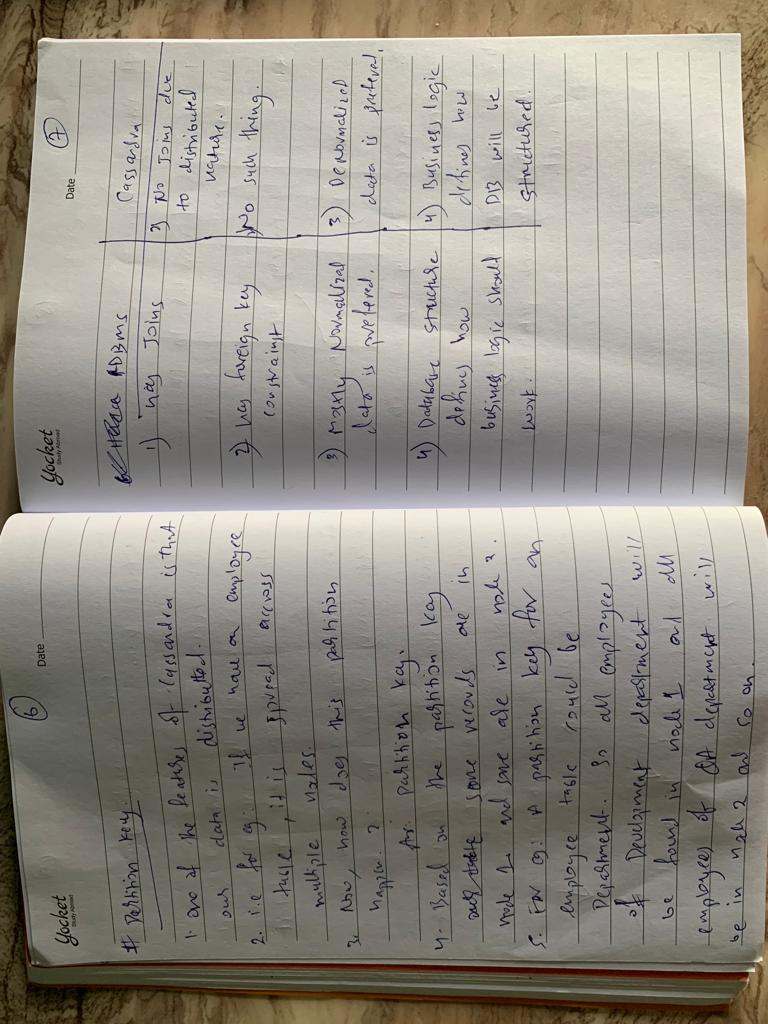 6
Yocket
Study Abroad
Date
# Partition key.
1. one of the features of Cassandra is that
our data is distributed.
2. i.e for eg: If we have an employee
table, it is spread accross
multiple nodes.
3. Now, how does this partition
happen. ?
Ans: partition key.
4. Based on the partition key
some records are in
node 1 and some are in node 2.
5. For eg: A partition key for an
employee table could be
Department. So all employees
of Development department will
be found in node 1 and all
employees of QA department will
be in node 2 and so on.
7
Yocket
Study Abroad
Date
RDBMS
Cassandra
1) Has Joins
1) No Joins due
to distributed
nature.
2) Has foreign key
constraint
2) No such thing.
3) Mostly Normalized
data is prefered.
3) DeNormalized
data is prefered.
4) Database structure
defines how
business logic should
work.
4) Business logic
defines how
DB will be
structured.